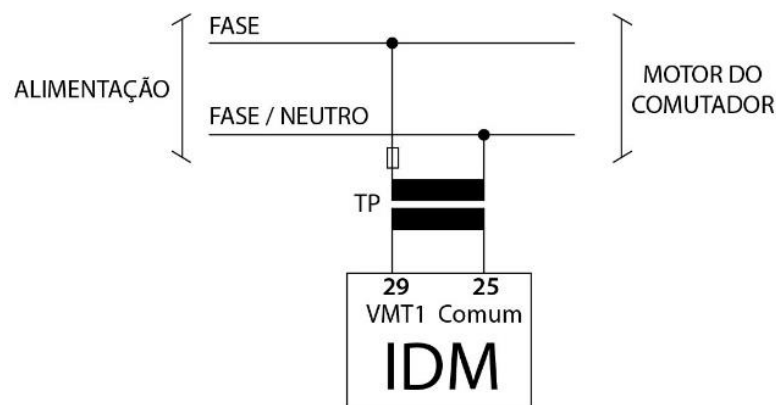 FASE
ALIMENTAÇÃO
MOTOR DO
COMUTADOR
FASE / NEUTRO
TP
29 25
VMT1 Comum
IDM